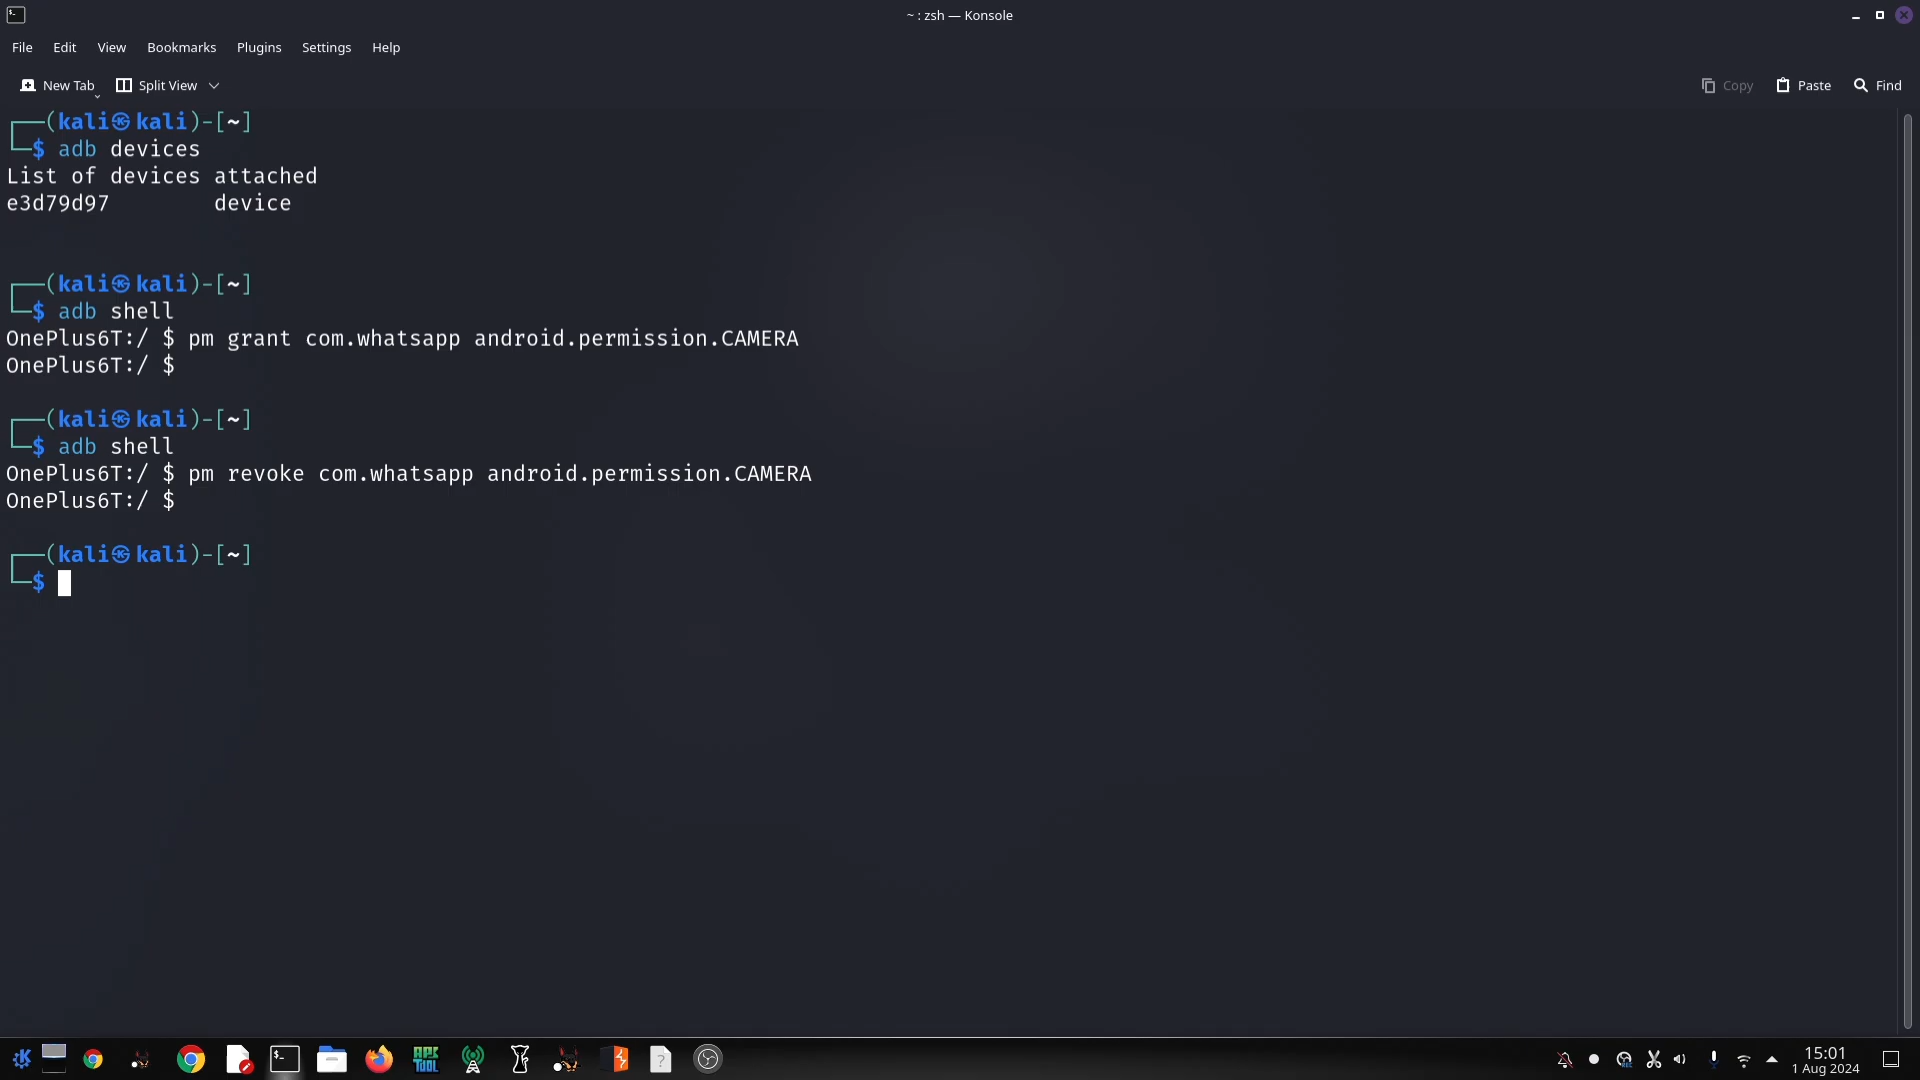 ~ : zsh — Konsole
File Edit View Bookmarks Plugins Settings Help
New Tab Split View Copy Paste Find
┌──(kali㉿kali)-[~]
└─$ adb devices
List of devices attached
e3d79d97        device
┌──(kali㉿kali)-[~]
└─$ adb shell
OnePlus6T:/ $ pm grant com.whatsapp android.permission.CAMERA
OnePlus6T:/ $
┌──(kali㉿kali)-[~]
└─$ adb shell
OnePlus6T:/ $ pm revoke com.whatsapp android.permission.CAMERA
OnePlus6T:/ $
┌──(kali㉿kali)-[~]
└─$
APK
TOOL
REC
15:01
1 Aug 2024